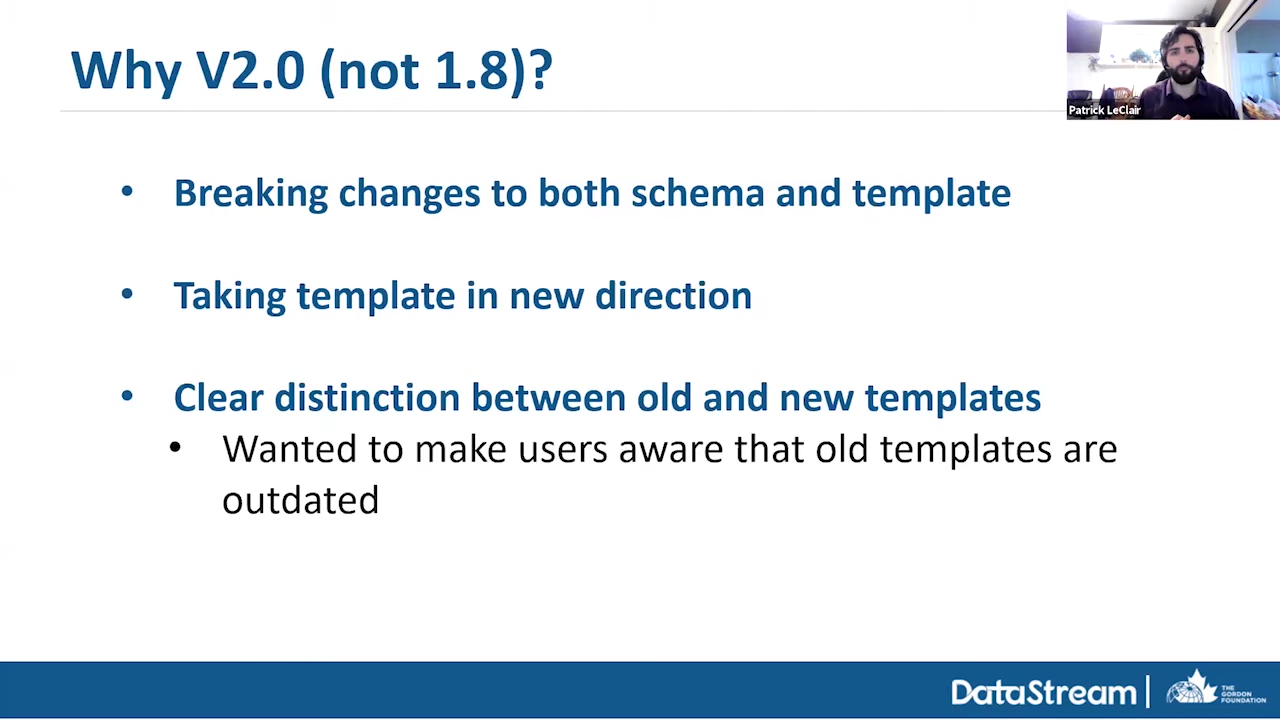 Why V2.0 (not 1.8)?
Patrick LeClair
• Breaking changes to both schema and template
• Taking template in new direction
• Clear distinction between old and new templates
• Wanted to make users aware that old templates are
outdated
DataStream
THE
GORDON
FOUNDATION